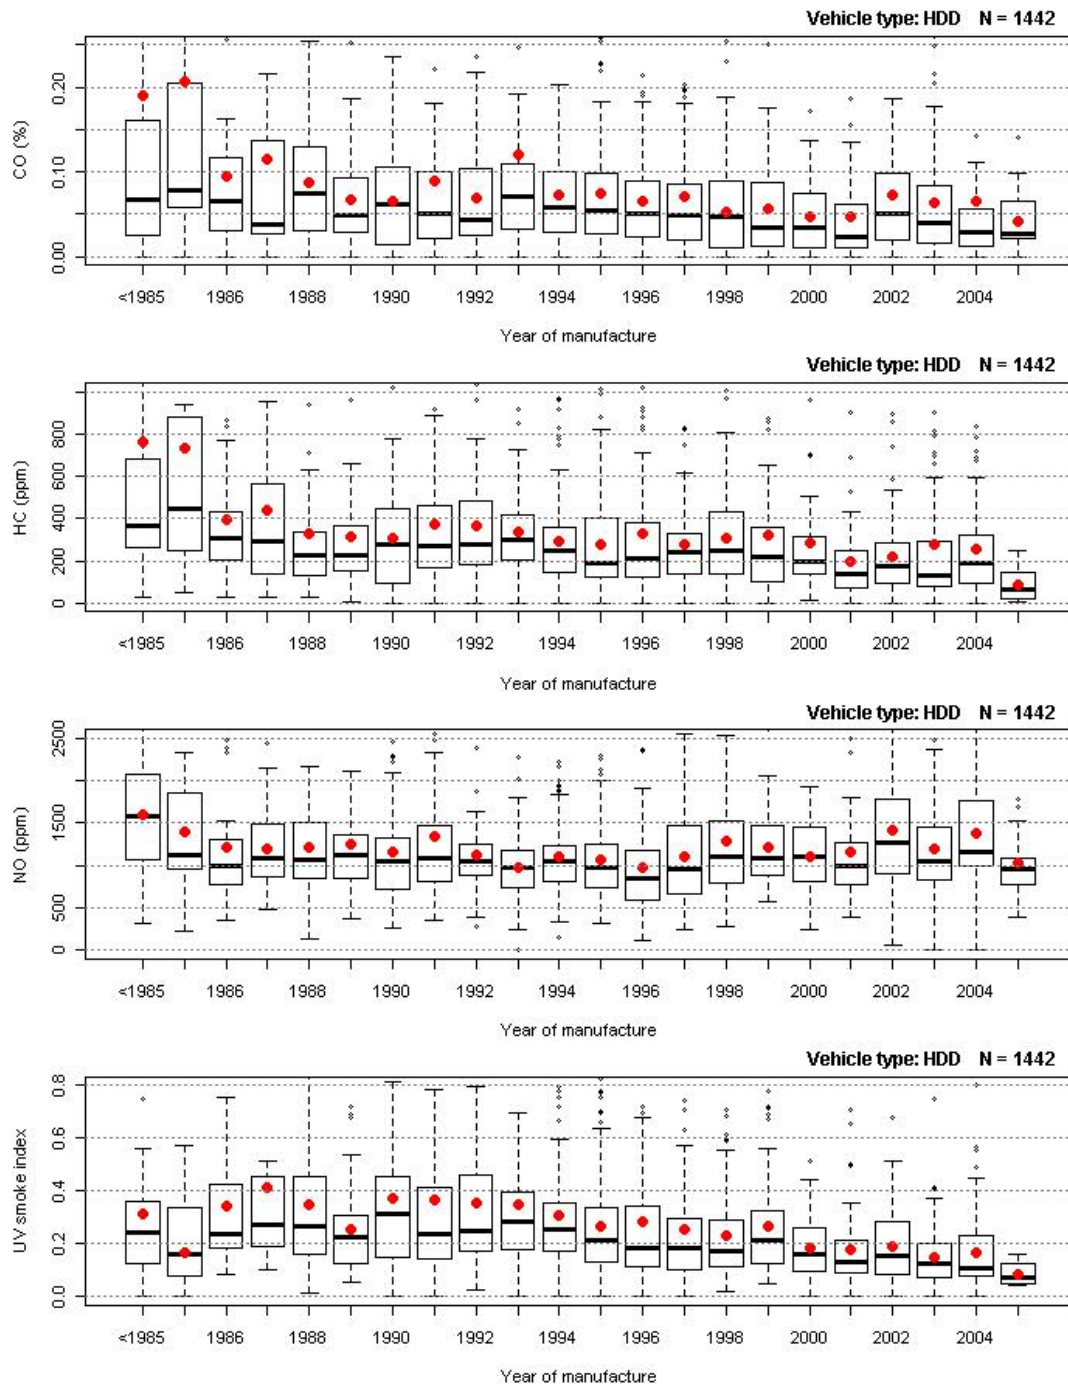 Vehicle type: HDD N = 1442
CO (%)
0.20
0.10
0.00
<1985 1986 1988 1990 1992 1994 1996 1998 2000 2002 2004
Year of manufacture
Vehicle type: HDD N = 1442
HC (ppm)
800
600
400
200
0
<1985 1986 1988 1990 1992 1994 1996 1998 2000 2002 2004
Year of manufacture
Vehicle type: HDD N = 1442
NO (ppm)
2500
1500
500
0
<1985 1986 1988 1990 1992 1994 1996 1998 2000 2002 2004
Year of manufacture
Vehicle type: HDD N = 1442
UV smoke index
0.8
0.6
0.4
0.2
0.0
<1985 1986 1988 1990 1992 1994 1996 1998 2000 2002 2004
Year of manufacture